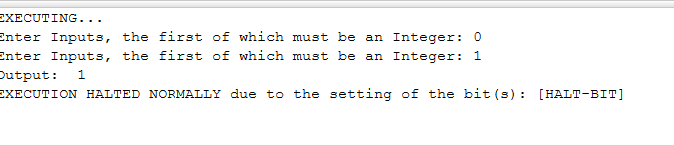 EXECUTING...
Enter Inputs, the first of which must be an Integer: 0
Enter Inputs, the first of which must be an Integer: 1
Output:  1
EXECUTION HALTED NORMALLY due to the setting of the bit(s): [HALT-BIT]